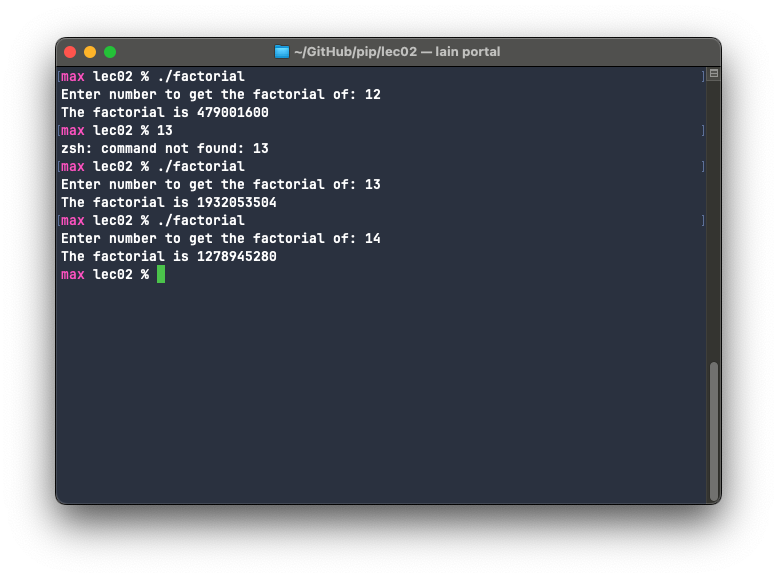 ~/GitHub/pip/lec02 — lain portal
[max lec02 % ./factorial ]
Enter number to get the factorial of: 12
The factorial is 479001600
[max lec02 % 13 ]
zsh: command not found: 13
[max lec02 % ./factorial ]
Enter number to get the factorial of: 13
The factorial is 1932053504
[max lec02 % ./factorial ]
Enter number to get the factorial of: 14
The factorial is 1278945280
max lec02 %